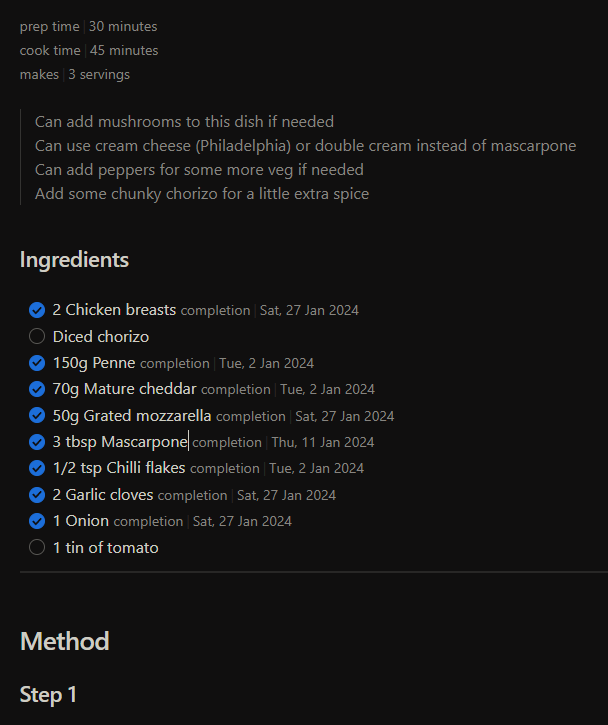 prep time | 30 minutes
cook time | 45 minutes
makes | 3 servings
Can add mushrooms to this dish if needed
Can use cream cheese (Philadelphia) or double cream instead of mascarpone
Can add peppers for some more veg if needed
Add some chunky chorizo for a little extra spice
Ingredients
2 Chicken breasts completion | Sat, 27 Jan 2024
Diced chorizo
150g Penne completion | Tue, 2 Jan 2024
70g Mature cheddar completion | Tue, 2 Jan 2024
50g Grated mozzarella completion | Sat, 27 Jan 2024
3 tbsp Mascarpone completion | Thu, 11 Jan 2024
1/2 tsp Chilli flakes completion | Tue, 2 Jan 2024
2 Garlic cloves completion | Sat, 27 Jan 2024
1 Onion completion | Sat, 27 Jan 2024
1 tin of tomato
Method
Step 1